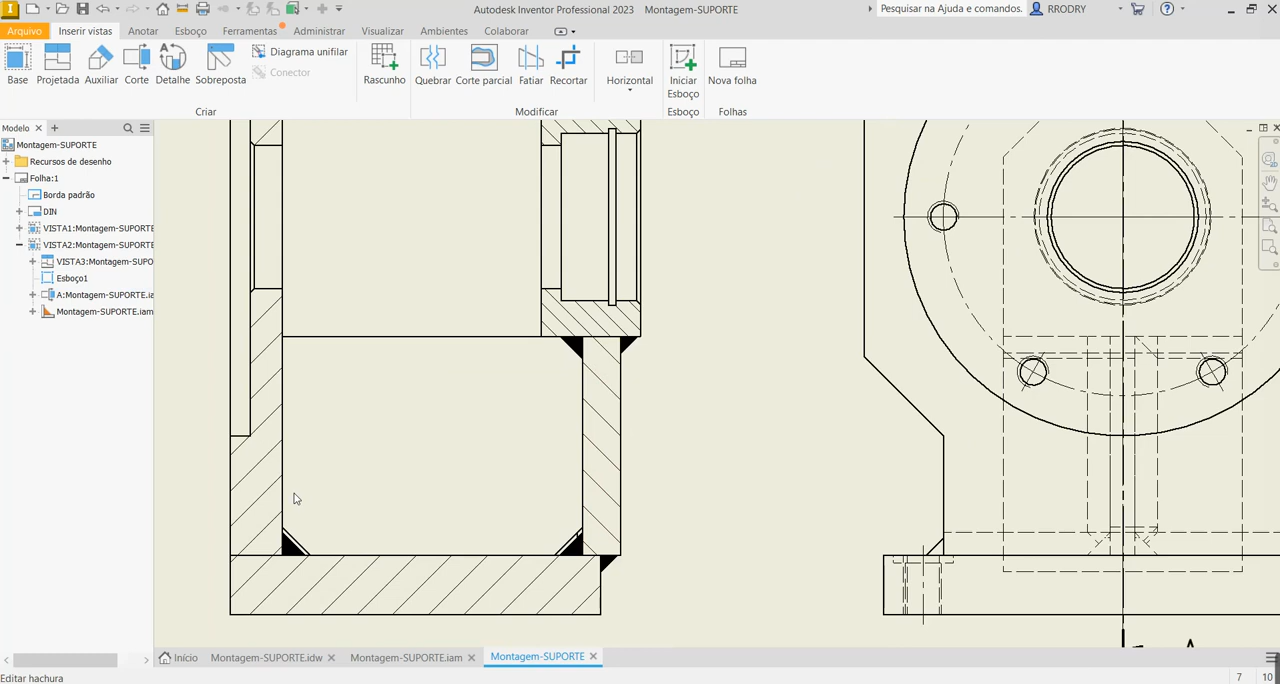 Autodesk Inventor Professional 2023 Montagem-SUPORTE
Pesquisar na Ajuda e comandos.
RRODRY
Arquivo Inserir vistas Anotar Esboço Ferramentas Administrar Visualizar Ambientes Colaborar
Base Projetada Auxiliar Corte Detalhe Sobreposta
Diagrama unifilar
Conector
Rascunho
Quebrar Corte parcial Fatiar Recortar
Horizontal
Iniciar
Esboço
Nova folha
Criar Modificar Esboço Folhas
Modelo
Montagem-SUPORTE
Recursos de desenho
Folha:1
Borda padrão
DIN
VISTA1:Montagem-SUPORTE
VISTA2:Montagem-SUPORTE
VISTA3:Montagem-SUPO
Esboço1
A:Montagem-SUPORTE.ia
Montagem-SUPORTE.iam
Início Montagem-SUPORTE.idw Montagem-SUPORTE.iam Montagem-SUPORTE
Editar hachura
7 10